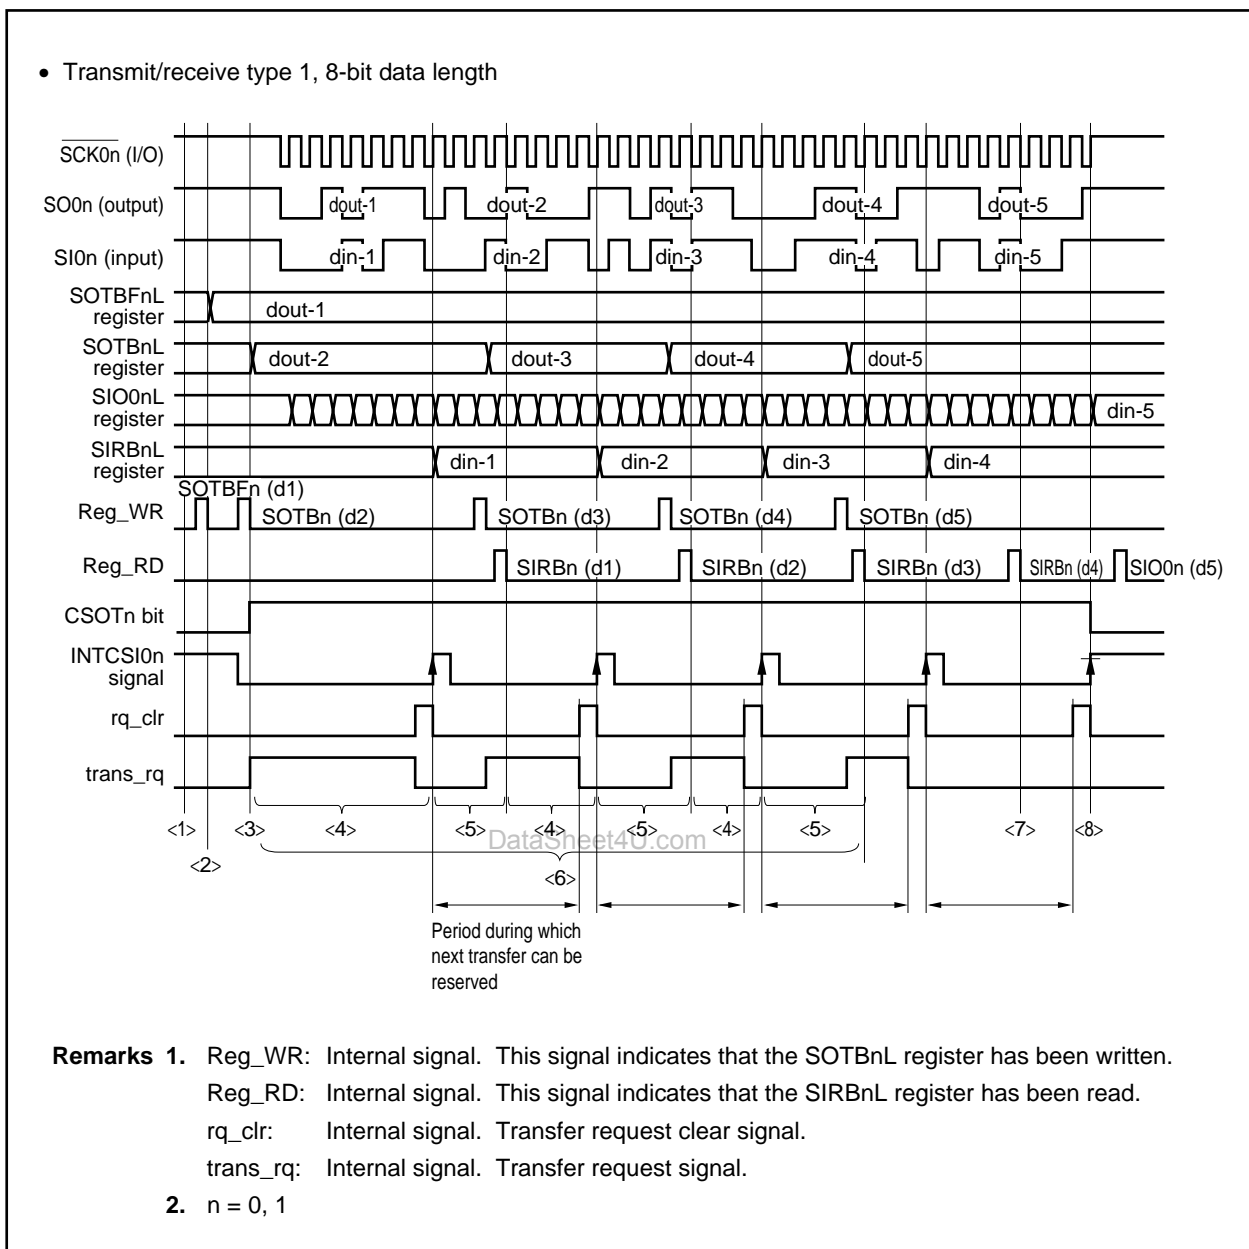 • Transmit/receive type 1, 8-bit data length
SCK0n (I/O)
SO0n (output) dout-1 dout-2 dout-3 dout-4 dout-5
SI0n (input) din-1 din-2 din-3 din-4 din-5
SOTBFnL
register dout-1
SOTBnL
register dout-2 dout-3 dout-4 dout-5
SIO0nL
register din-5
SIRBnL
register din-1 din-2 din-3 din-4
SOTBFn (d1)
Reg_WR SOTBn (d2) SOTBn (d3) SOTBn (d4) SOTBn (d5)
Reg_RD SIRBn (d1) SIRBn (d2) SIRBn (d3) SIRBn (d4) SIO0n (d5)
CSOTn bit
INTCSI0n
signal
rq_clr
trans_rq
<1> <3> <4> <5> <4> <5> <4> <5> <7> <8>
DataSheet4U.com
<2> <6>
Period during which
next transfer can be
reserved
Remarks 1. Reg_WR: Internal signal. This signal indicates that the SOTBnL register has been written.
Reg_RD: Internal signal. This signal indicates that the SIRBnL register has been read.
rq_clr: Internal signal. Transfer request clear signal.
trans_rq: Internal signal. Transfer request signal.
2. n = 0, 1